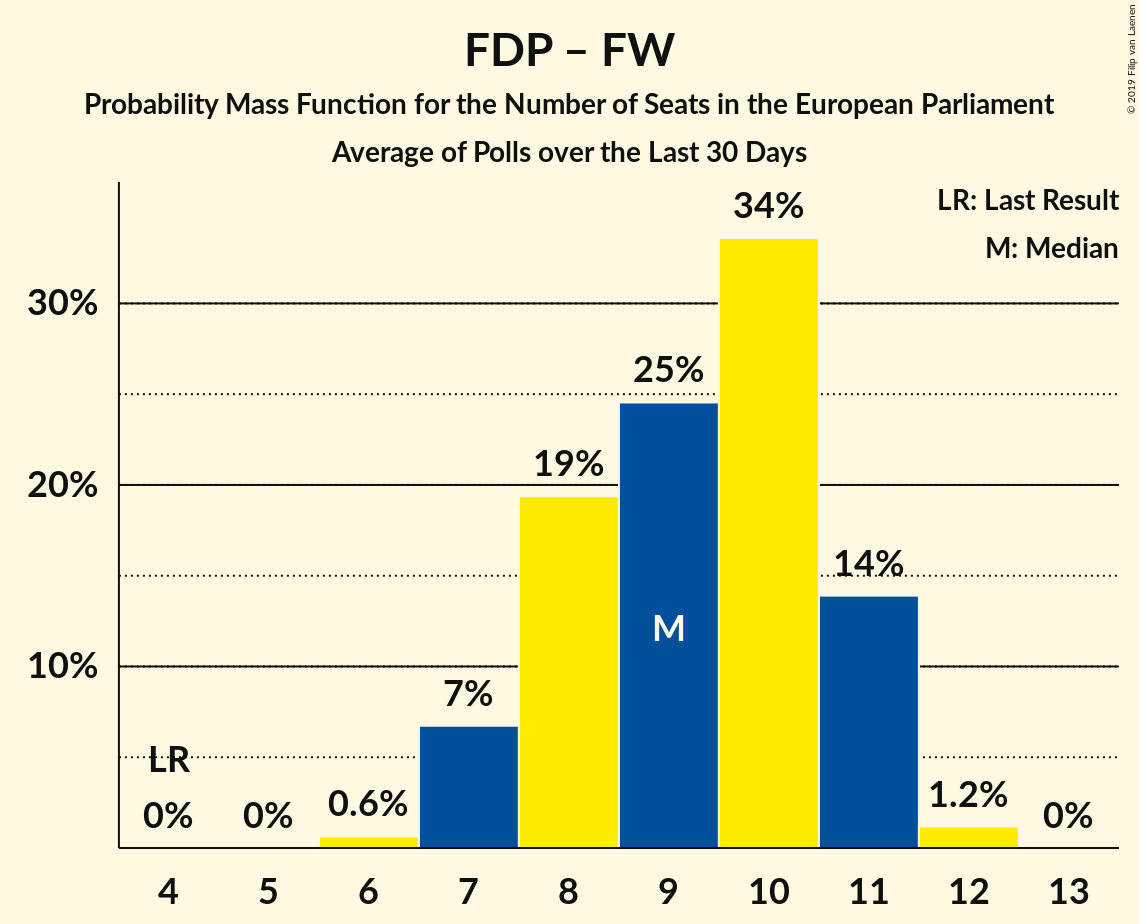 FDP – FW
Probability Mass Function for the Number of Seats in the European Parliament
Average of Polls over the Last 30 Days
© 2019 Filip van Laenen
LR: Last Result
M: Median
34%
30%
25%
19%
20%
14%
M
10%
7%
LR
0%
0%
0.6%
1.2%
0%
4 5 6 7 8 9 10 11 12 13